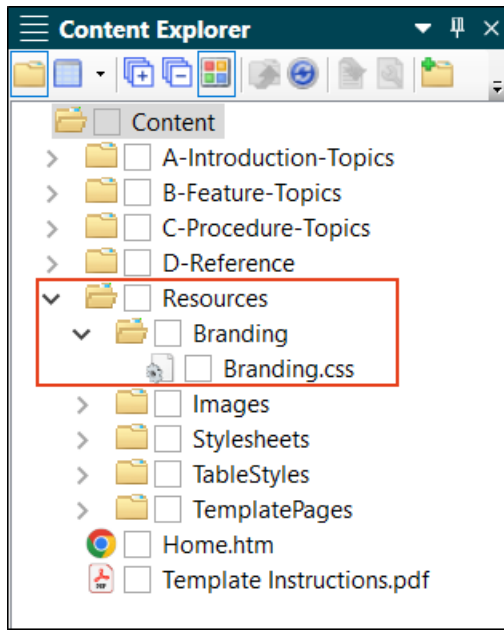 Content Explorer
Content
A-Introduction-Topics
B-Feature-Topics
C-Procedure-Topics
D-Reference
Resources
Branding
Branding.css
Images
Stylesheets
TableStyles
TemplatePages
Home.htm
Template Instructions.pdf